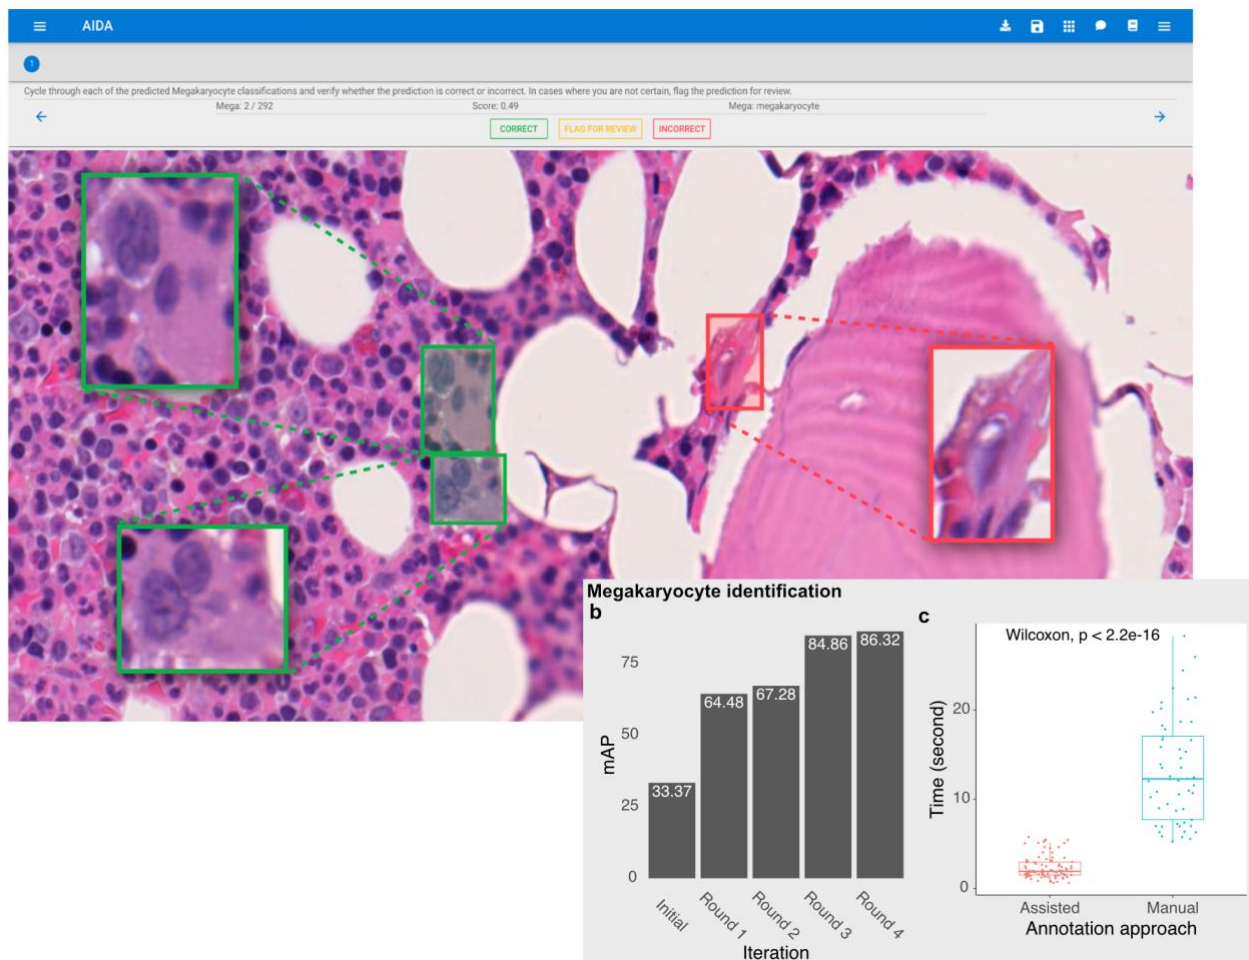 AIDA
1
Cycle through each of the predicted Megakaryocyte classifications and verify whether the prediction is correct or incorrect. In cases where you are not certain, flag the prediction for review.
Mega: 2 / 292 Score: 0.49 Mega: megakaryocyte
CORRECT FLAG FOR REVIEW INCORRECT
Megakaryocyte identification
b
mAP
75
50
25
0
33.37
64.48
67.28
84.86
86.32
Initial
Round 1
Round 2
Round 3
Round 4
Iteration
c
Wilcoxon, p < 2.2e-16
Time (second)
20
10
0
Assisted Manual
Annotation approach